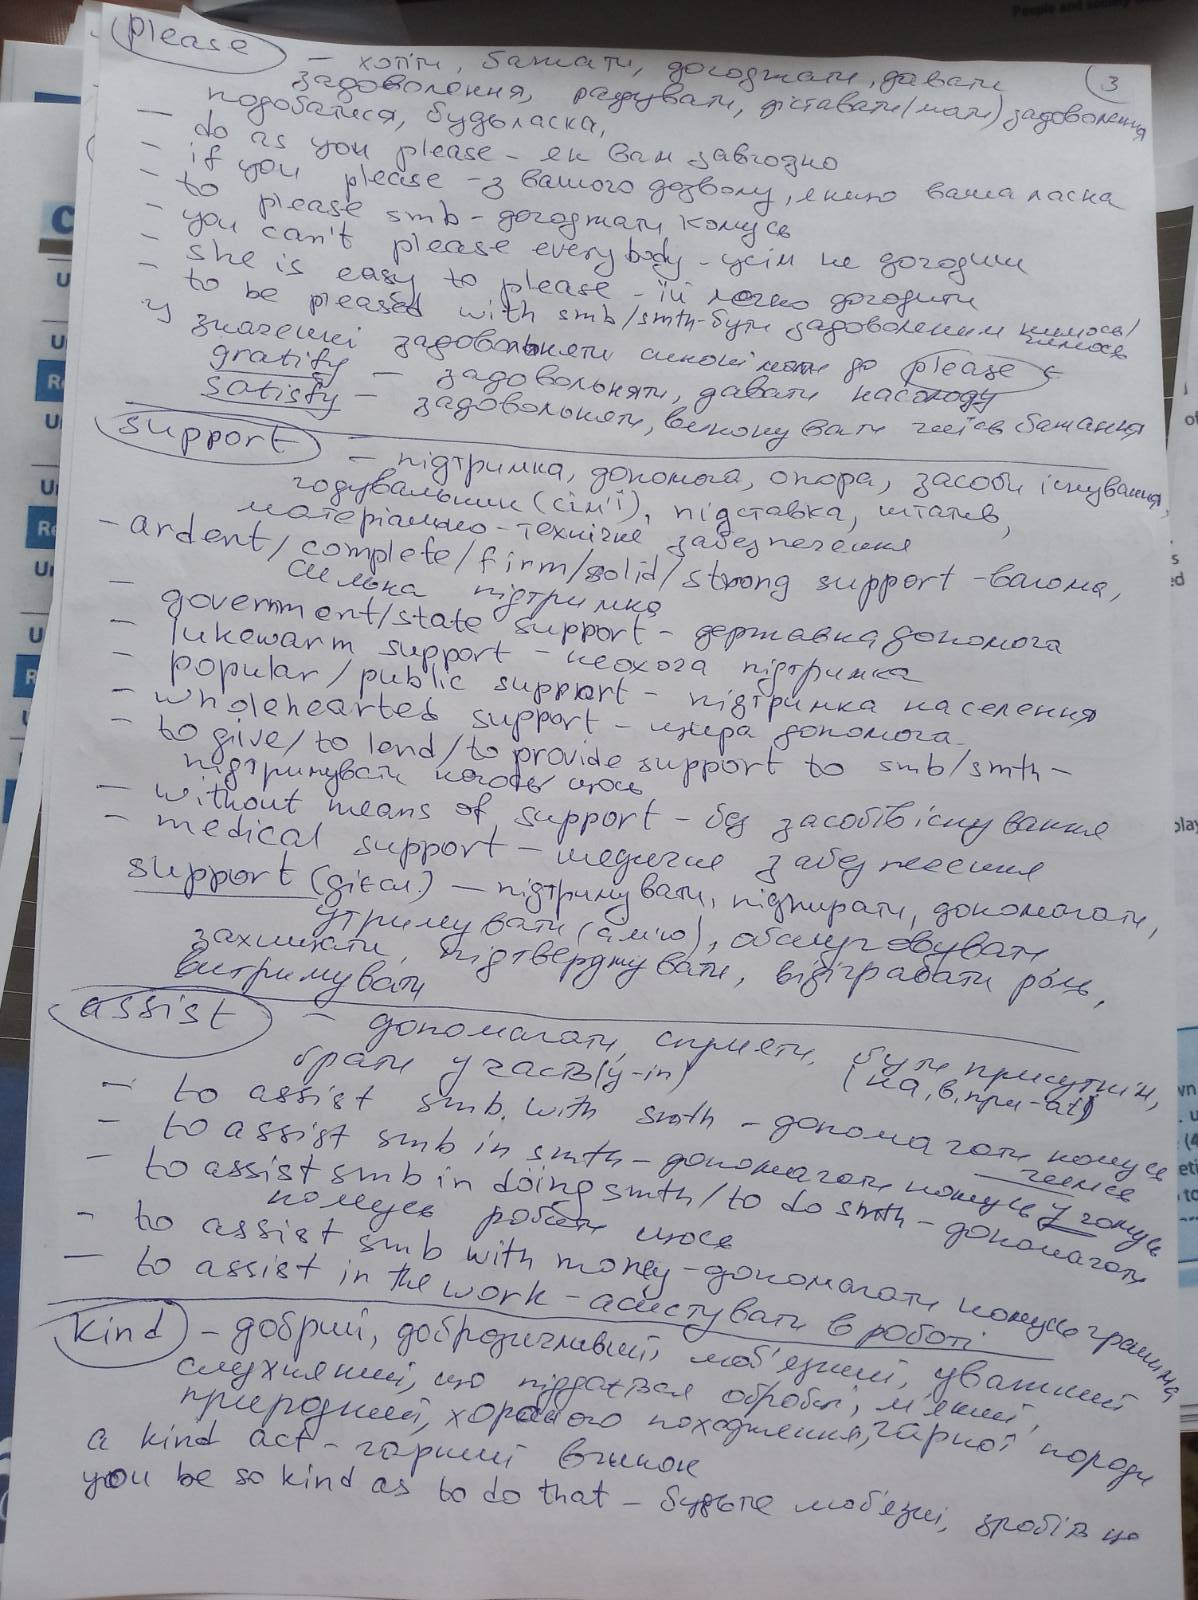 People and society
3
please – хотіти, бажати, догоджати, давати
задоволення, радувати, діставати (мати) задоволення
подобатися, будьласка,
– do as you please – як вам завгодно
– if you please – з вашого дозволу, якщо ваша ласка
– to please smb – догоджати комусь
– you can't please everybody – усім не догодиш
– she is easy to please – їй легко догодити
– to be pleased with smb/smth – бути задоволеним кимось/
чимось
У значенні задовольняти синоніми до please
gratify – задовольняти, давати насолоду
satisfy – задовольняти, виконувати чиїсь бажання
support – підтримка, допомога, опора, засоби існування,
годувальник (сім'ї), підставка, штатив,
матеріально-технічне забезпечення
– ardent/complete/firm/solid/strong support – вагома,
сильна підтримка
– government/state support – державна допомога
– lukewarm support – неохоча підтримка
– popular/public support – підтримка населення
– wholehearted support – щира допомога
– to give/to lend/to provide support to smb/smth –
підтримувати когось/щось
– without means of support – без засобів існування
– medical support – медичне забезпечення
support (дієсл) – підтримувати, підпирати, допомагати,
утримувати (сім'ю), обслуговувати
захищати, підтверджувати, відігравати роль,
витримувати
assist – допомагати, сприяти, бути присутнім,
брати участь (у – in) (на, в, при – at)
– to assist smb. with smth – допомагати комусь
чимсь
– to assist smb in smth – допомагати комусь у чомусь
– to assist smb in doing smth/to do smth – допомагати
комусь робити щось
– to assist smb with money – допомагати комусь грошима
– to assist in the work – асистувати в роботі
kind – добрий, добродичливий, люб'язний, уважний
слухняний, що піддається обробці, м'який,
природний, хорошого походження, гарної породи
a kind act – гарний вчинок
you be so kind as to do that – будьте люб'язні, зробіть це